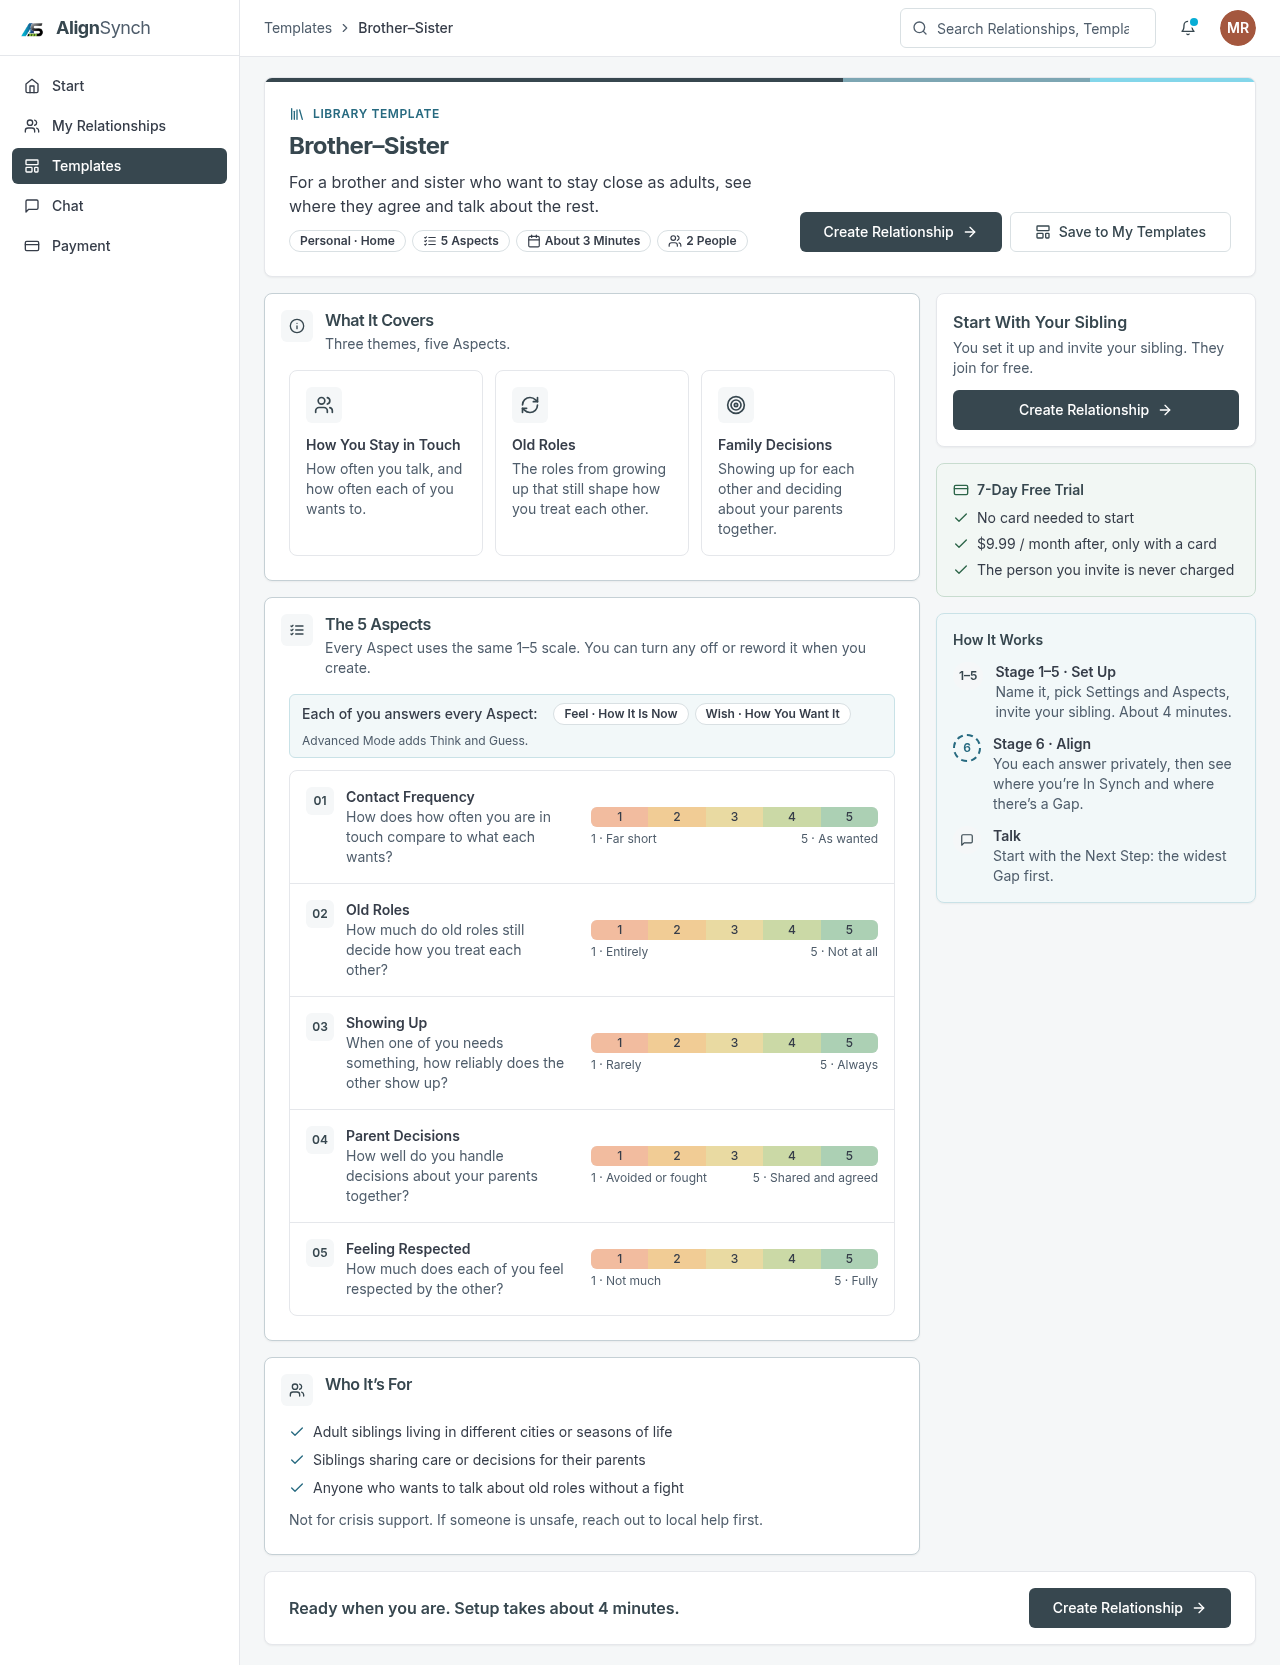 AlignSynch
Start
My Relationships
Templates
Chat
Payment
Templates > Brother–Sister
Search Relationships, Templa
MR
LIBRARY TEMPLATE
Brother–Sister
For a brother and sister who want to stay close as adults, see
where they agree and talk about the rest.
Personal · Home
5 Aspects
About 3 Minutes
2 People
Create Relationship
Save to My Templates
What It Covers
Three themes, five Aspects.
How You Stay in Touch
How often you talk, and
how often each of you
wants to.
Old Roles
The roles from growing
up that still shape how
you treat each other.
Family Decisions
Showing up for each
other and deciding
about your parents
together.
The 5 Aspects
Every Aspect uses the same 1–5 scale. You can turn any off or reword it when you
create.
Each of you answers every Aspect:
Feel · How It Is Now
Wish · How You Want It
Advanced Mode adds Think and Guess.
01
Contact Frequency
How does how often you are in
touch compare to what each
wants?
1 2 3 4 5
1 · Far short
5 · As wanted
02
Old Roles
How much do old roles still
decide how you treat each
other?
1 2 3 4 5
1 · Entirely
5 · Not at all
03
Showing Up
When one of you needs
something, how reliably does the
other show up?
1 2 3 4 5
1 · Rarely
5 · Always
04
Parent Decisions
How well do you handle
decisions about your parents
together?
1 2 3 4 5
1 · Avoided or fought
5 · Shared and agreed
05
Feeling Respected
How much does each of you feel
respected by the other?
1 2 3 4 5
1 · Not much
5 · Fully
Who It’s For
Adult siblings living in different cities or seasons of life
Siblings sharing care or decisions for their parents
Anyone who wants to talk about old roles without a fight
Not for crisis support. If someone is unsafe, reach out to local help first.
Start With Your Sibling
You set it up and invite your sibling. They
join for free.
Create Relationship
7-Day Free Trial
No card needed to start
$9.99 / month after, only with a card
The person you invite is never charged
How It Works
1–5
Stage 1–5 · Set Up
Name it, pick Settings and Aspects,
invite your sibling. About 4 minutes.
6
Stage 6 · Align
You each answer privately, then see
where you’re In Synch and where
there’s a Gap.
Talk
Start with the Next Step: the widest
Gap first.
Ready when you are. Setup takes about 4 minutes.
Create Relationship